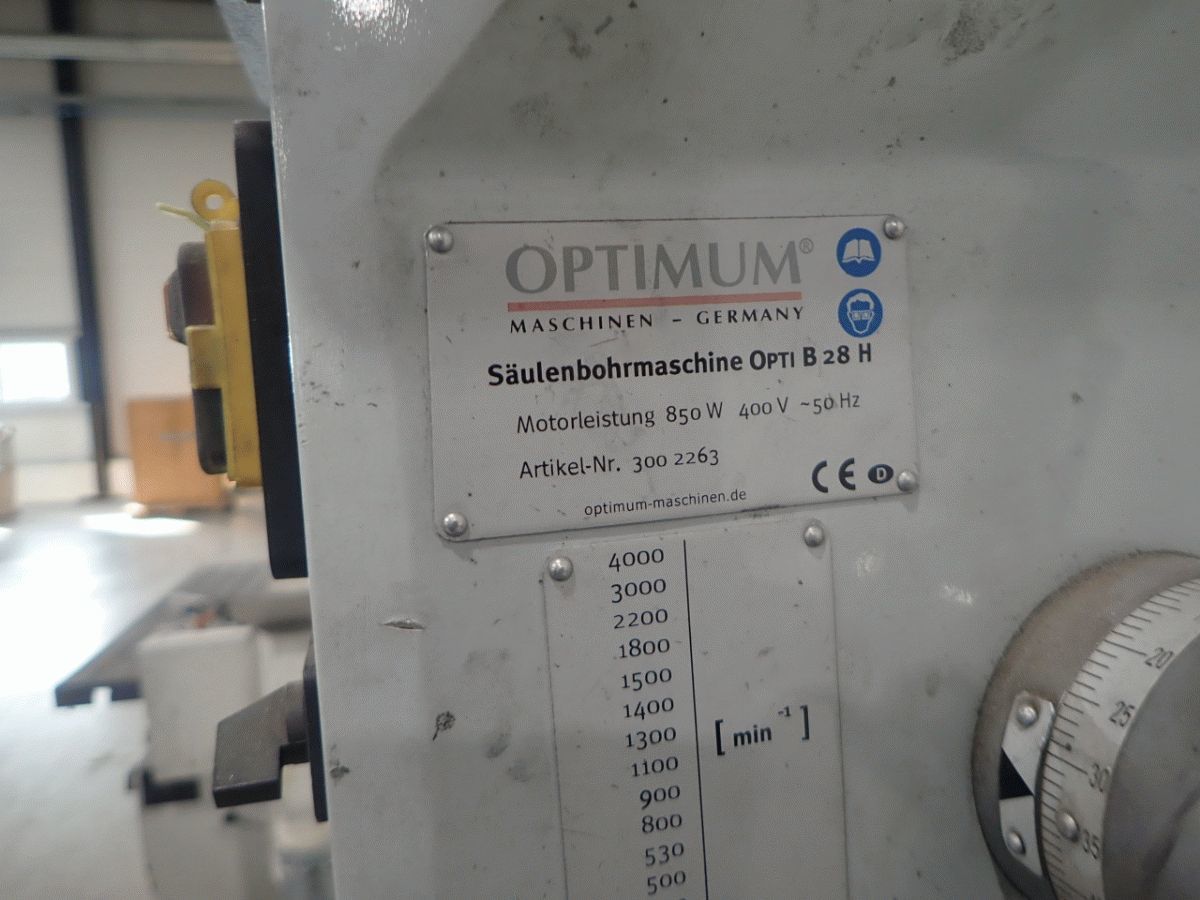 OPTIMUM®
MASCHINEN - GERMANY
Säulenbohrmaschine OPTI B 28 H
Motorleistung 850 W 400 V ~50 Hz
Artikel-Nr. 300 2263
CE D
optimum-maschinen.de
4000
3000
2200
1800
1500
1400
1300
[ min -1 ]
1100
900
800
530
500
20
25
30
35